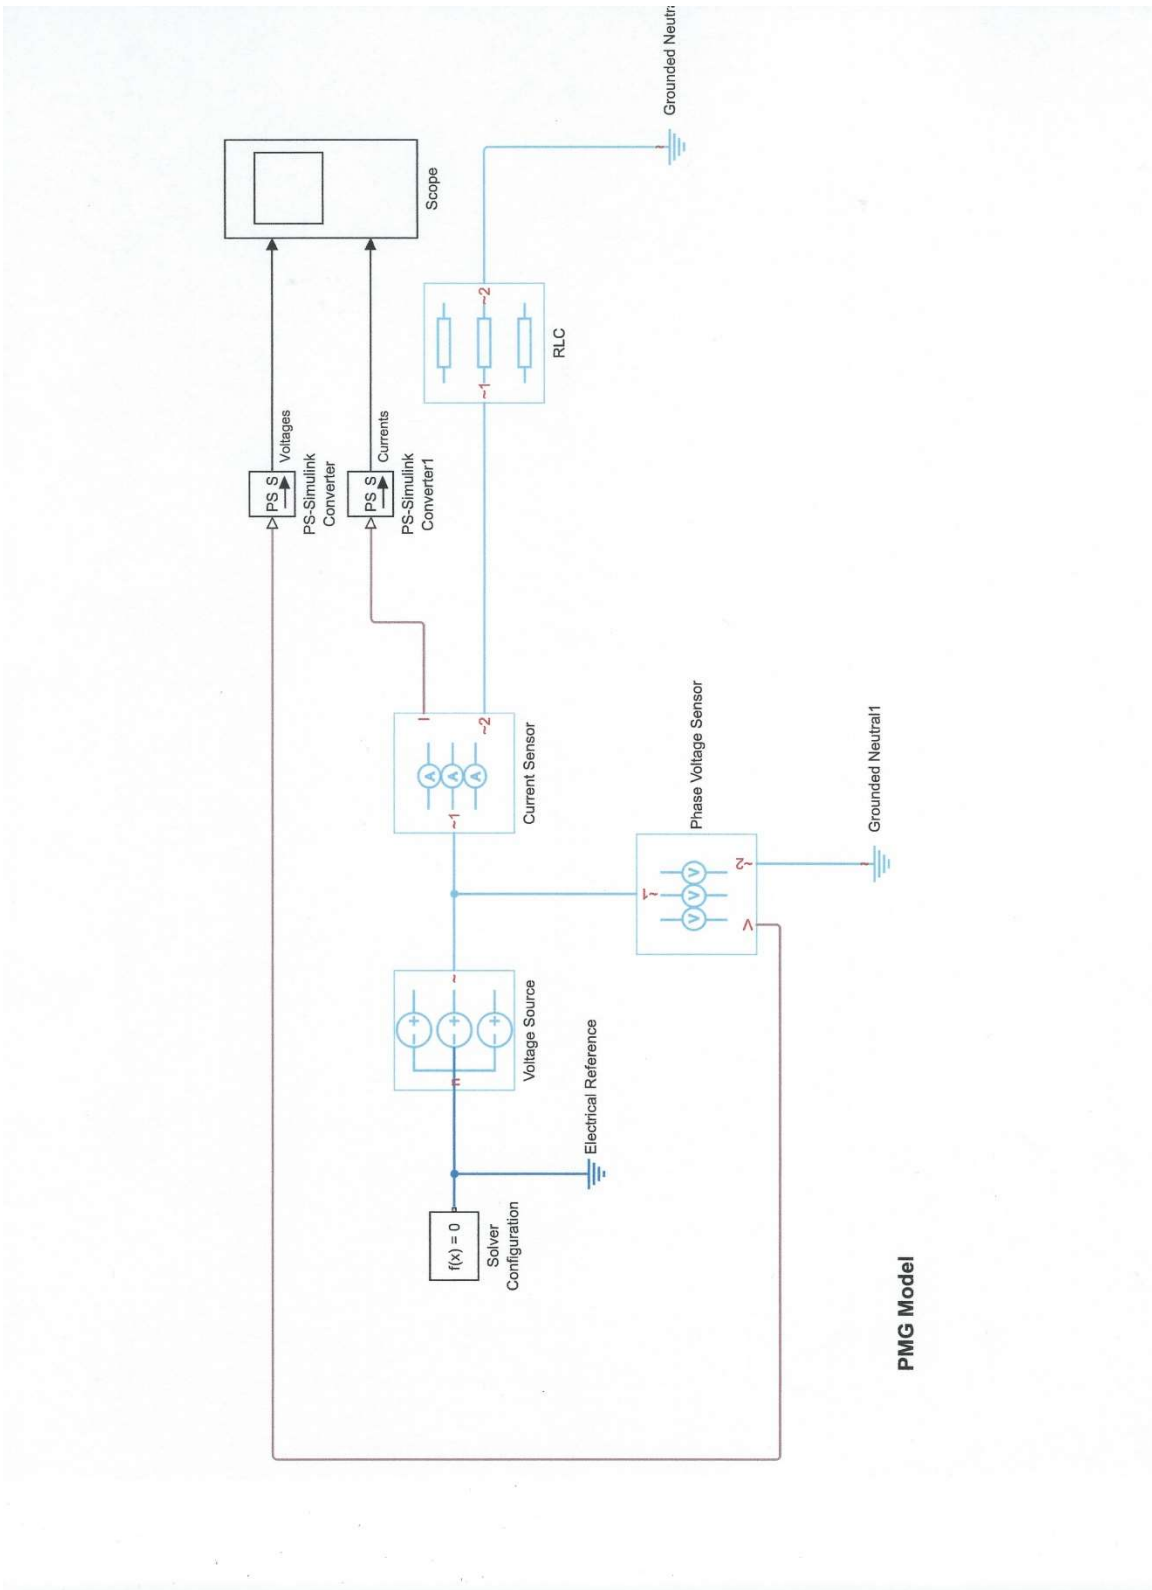 PS S
Voltages
PS-Simulink
Converter
PS S
Currents
PS-Simulink
Converter1
Scope
f(x) = 0
Solver
Configuration
n
~
Voltage Source
Electrical Reference
~1
I
~2
Current Sensor
~1
~2
RLC
~
Grounded Neutra
~1
V
~2
Phase Voltage Sensor
~
Grounded Neutral1
A
A
A
V
V
V
PMG Model